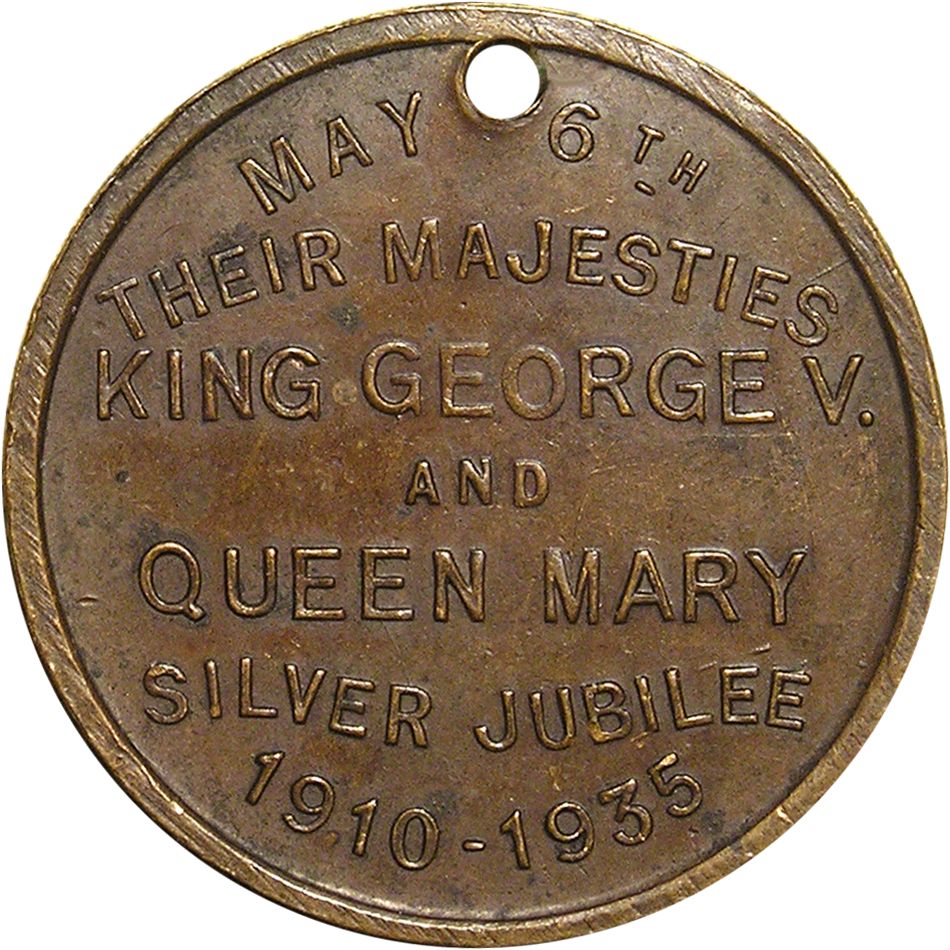 MAY 6TH
THEIR MAJESTIES
KING GEORGE V.
AND
QUEEN MARY
SILVER JUBILEE
1910-1935